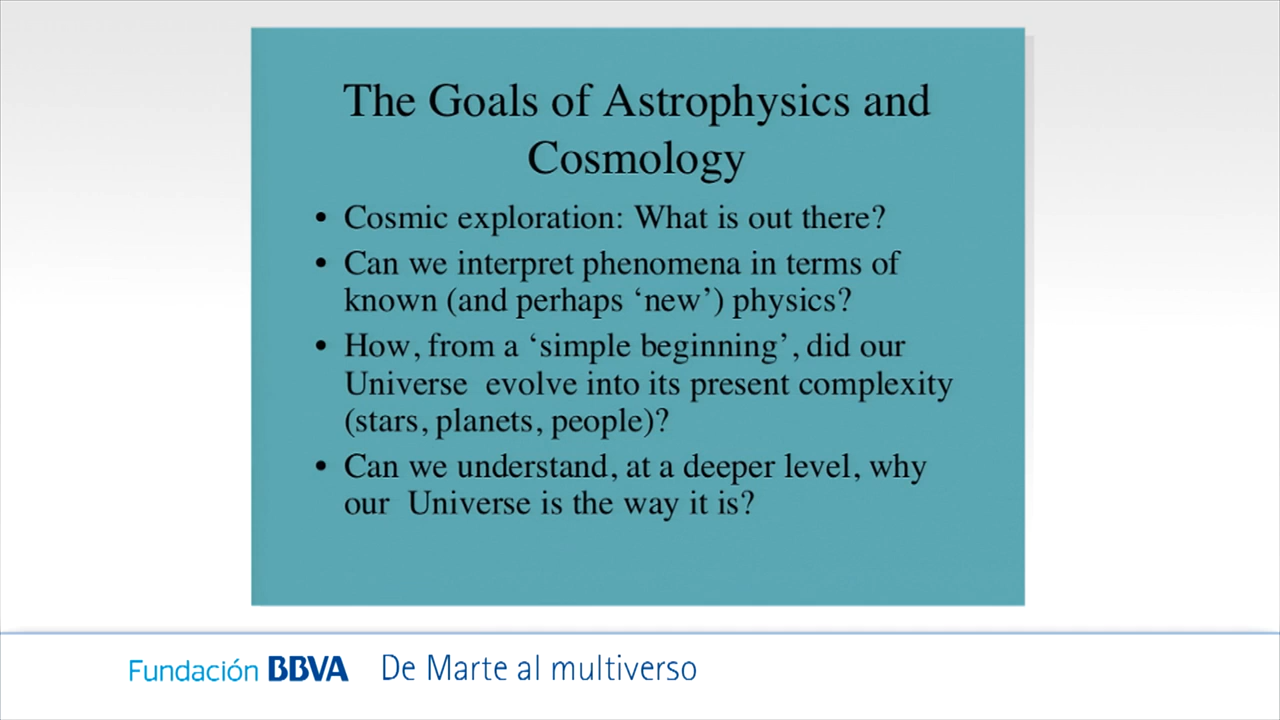 The Goals of Astrophysics and
Cosmology
• Cosmic exploration: What is out there?
• Can we interpret phenomena in terms of
known (and perhaps ‘new’) physics?
• How, from a ‘simple beginning’, did our
Universe evolve into its present complexity
(stars, planets, people)?
• Can we understand, at a deeper level, why
our Universe is the way it is?
Fundación BBVA De Marte al multiverso